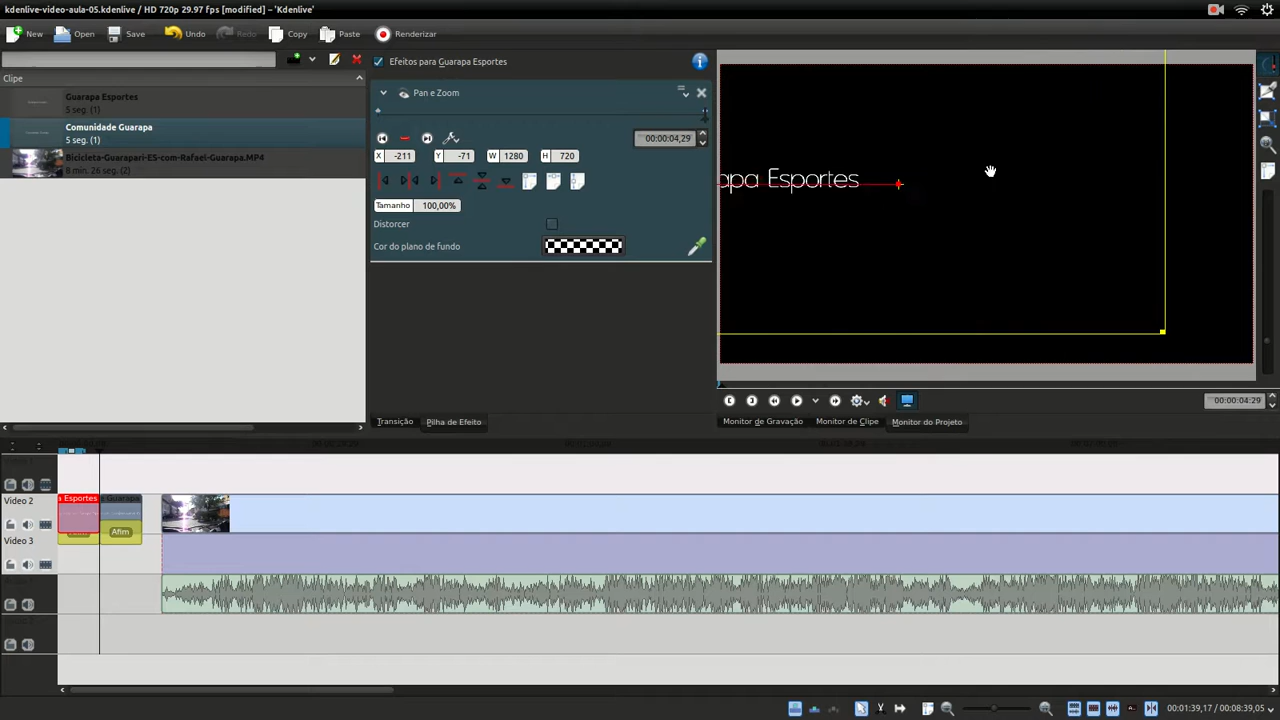 kdenlive-video-aula-05.kdenlive / HD 720p 29.97 fps [modified] – 'Kdenlive'
New Open Save Undo Redo Copy Paste Renderizar
Clipe
Guarapa Esportes
5 seg. (1)
Comunidade Guarapa
5 seg. (1)
Bicicleta-Guarapari-ES-com-Rafael-Guarapa.MP4
8 min. 26 seg. (2)
Efeitos para Guarapa Esportes
Pan e Zoom
00:00:04,29
X -211 Y -71 W 1280 H 720
Tamanho 100,00%
Distorcer
Cor do plano de fundo
Transição Pilha de Efeito
apa Esportes
00:00:04:29
Monitor de Gravação Monitor de Clipe Monitor do Projeto
Video 1
Video 2
a Esportes
e Guarapa
Afim
Video 3
00:01:39,17 / 00:08:39,05